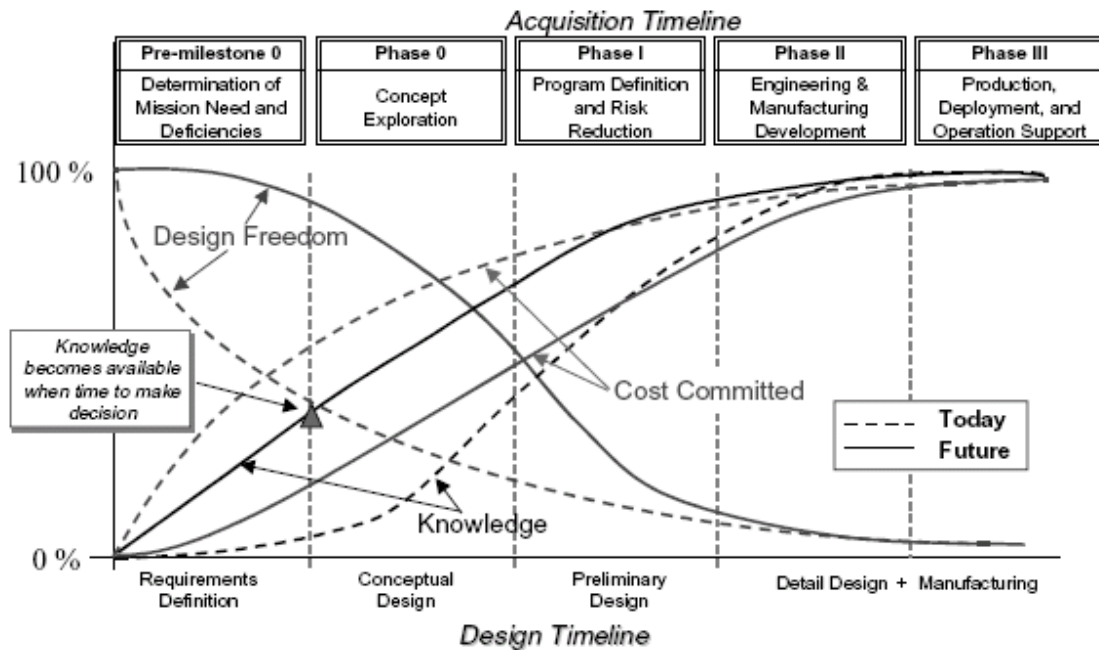 Acquisition Timeline
Pre-milestone 0
Phase 0
Phase I
Phase II
Phase III
Determination of
Mission Need and
Deficiencies
Concept
Exploration
Program Definition
and Risk
Reduction
Engineering &
Manufacturing
Development
Production,
Deployment, and
Operation Support
100 %
Design Freedom
Knowledge
becomes available
when time to make
decision
Cost Committed
Today
Future
Knowledge
0 %
Requirements
Definition
Conceptual
Design
Preliminary
Design
Detail Design + Manufacturing
Design Timeline